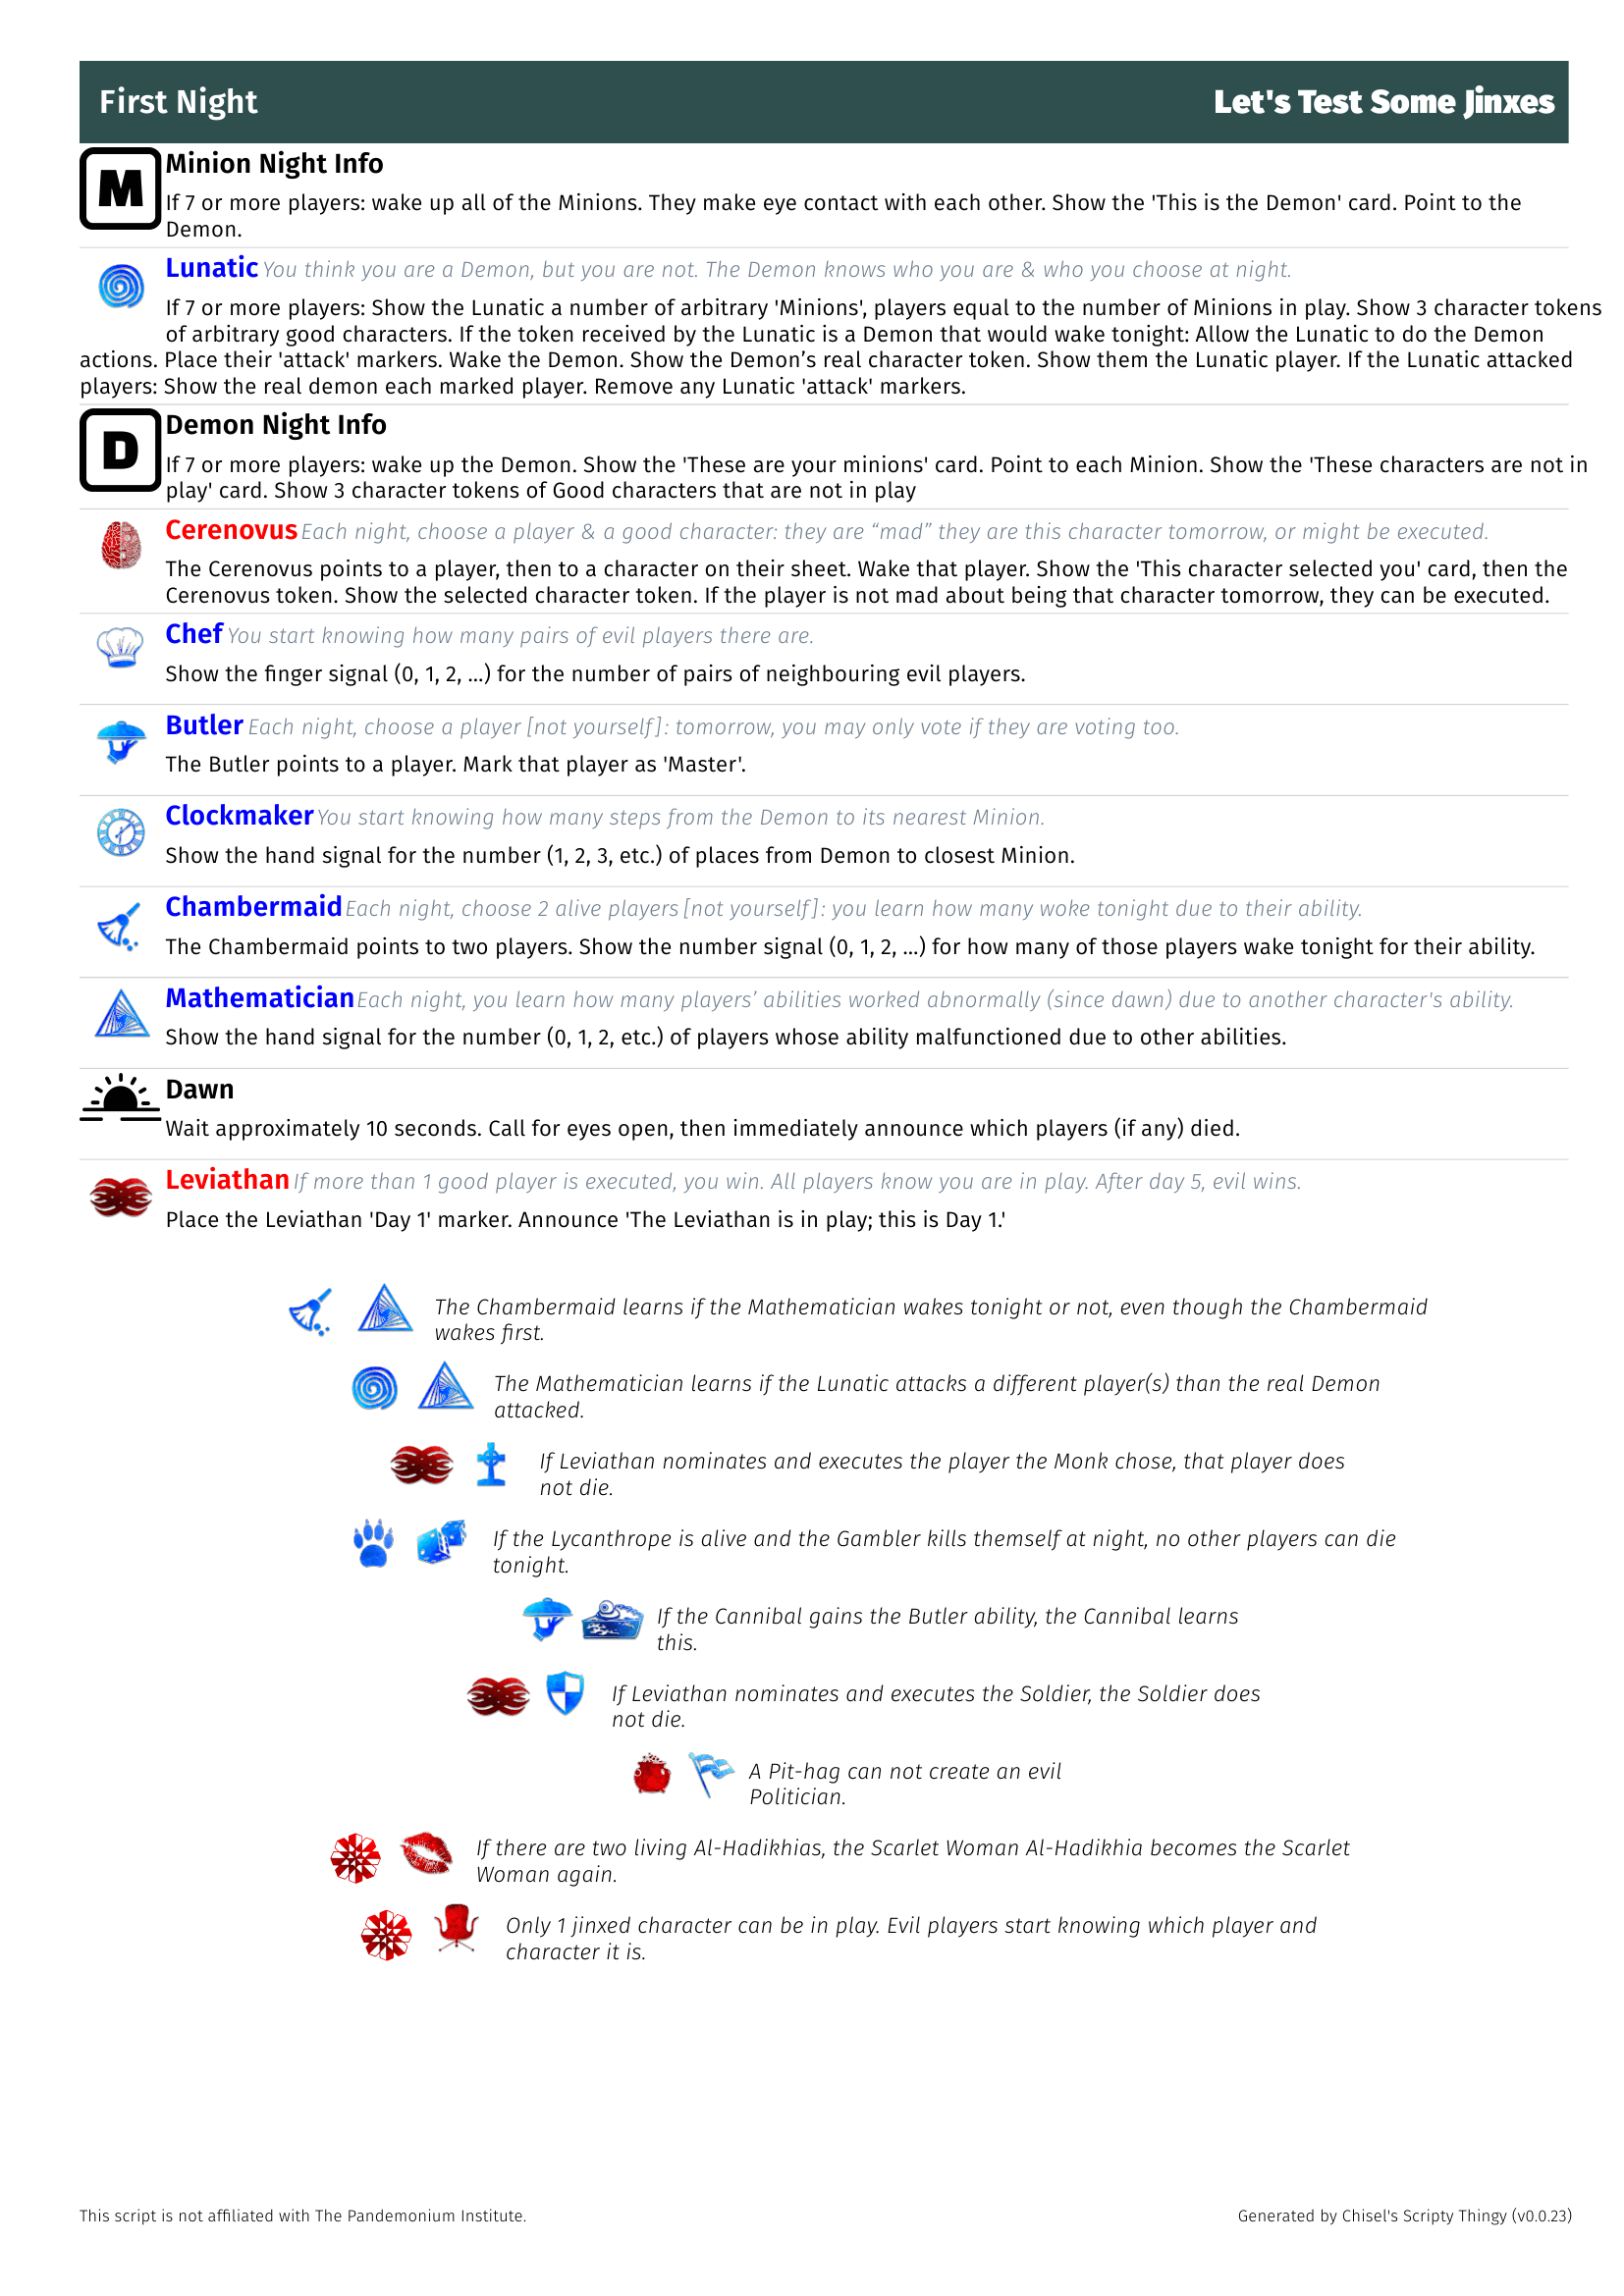 First Night
Let's Test Some Jinxes
M
Minion Night Info
If 7 or more players: wake up all of the Minions. They make eye contact with each other. Show the 'This is the Demon' card. Point to the
Demon.
Lunatic You think you are a Demon, but you are not. The Demon knows who you are & who you choose at night.
If 7 or more players: Show the Lunatic a number of arbitrary 'Minions', players equal to the number of Minions in play. Show 3 character tokens
of arbitrary good characters. If the token received by the Lunatic is a Demon that would wake tonight: Allow the Lunatic to do the Demon
actions. Place their 'attack' markers. Wake the Demon. Show the Demon’s real character token. Show them the Lunatic player. If the Lunatic attacked
players: Show the real demon each marked player. Remove any Lunatic 'attack' markers.
D
Demon Night Info
If 7 or more players: wake up the Demon. Show the 'These are your minions' card. Point to each Minion. Show the 'These characters are not in
play' card. Show 3 character tokens of Good characters that are not in play
Cerenovus Each night, choose a player & a good character: they are “mad” they are this character tomorrow, or might be executed.
The Cerenovus points to a player, then to a character on their sheet. Wake that player. Show the 'This character selected you' card, then the
Cerenovus token. Show the selected character token. If the player is not mad about being that character tomorrow, they can be executed.
Chef You start knowing how many pairs of evil players there are.
Show the finger signal (0, 1, 2, …) for the number of pairs of neighbouring evil players.
Butler Each night, choose a player [not yourself]: tomorrow, you may only vote if they are voting too.
The Butler points to a player. Mark that player as 'Master'.
Clockmaker You start knowing how many steps from the Demon to its nearest Minion.
Show the hand signal for the number (1, 2, 3, etc.) of places from Demon to closest Minion.
Chambermaid Each night, choose 2 alive players [not yourself]: you learn how many woke tonight due to their ability.
The Chambermaid points to two players. Show the number signal (0, 1, 2, …) for how many of those players wake tonight for their ability.
Mathematician Each night, you learn how many players’ abilities worked abnormally (since dawn) due to another character's ability.
Show the hand signal for the number (0, 1, 2, etc.) of players whose ability malfunctioned due to other abilities.
Dawn
Wait approximately 10 seconds. Call for eyes open, then immediately announce which players (if any) died.
Leviathan If more than 1 good player is executed, you win. All players know you are in play. After day 5, evil wins.
Place the Leviathan 'Day 1' marker. Announce 'The Leviathan is in play; this is Day 1.'
The Chambermaid learns if the Mathematician wakes tonight or not, even though the Chambermaid
wakes first.
The Mathematician learns if the Lunatic attacks a different player(s) than the real Demon
attacked.
If Leviathan nominates and executes the player the Monk chose, that player does
not die.
If the Lycanthrope is alive and the Gambler kills themself at night, no other players can die
tonight.
If the Cannibal gains the Butler ability, the Cannibal learns
this.
If Leviathan nominates and executes the Soldier, the Soldier does
not die.
A Pit-hag can not create an evil
Politician.
If there are two living Al-Hadikhias, the Scarlet Woman Al-Hadikhia becomes the Scarlet
Woman again.
Only 1 jinxed character can be in play. Evil players start knowing which player and
character it is.
This script is not affiliated with The Pandemonium Institute.
Generated by Chisel's Scripty Thingy (v0.0.23)